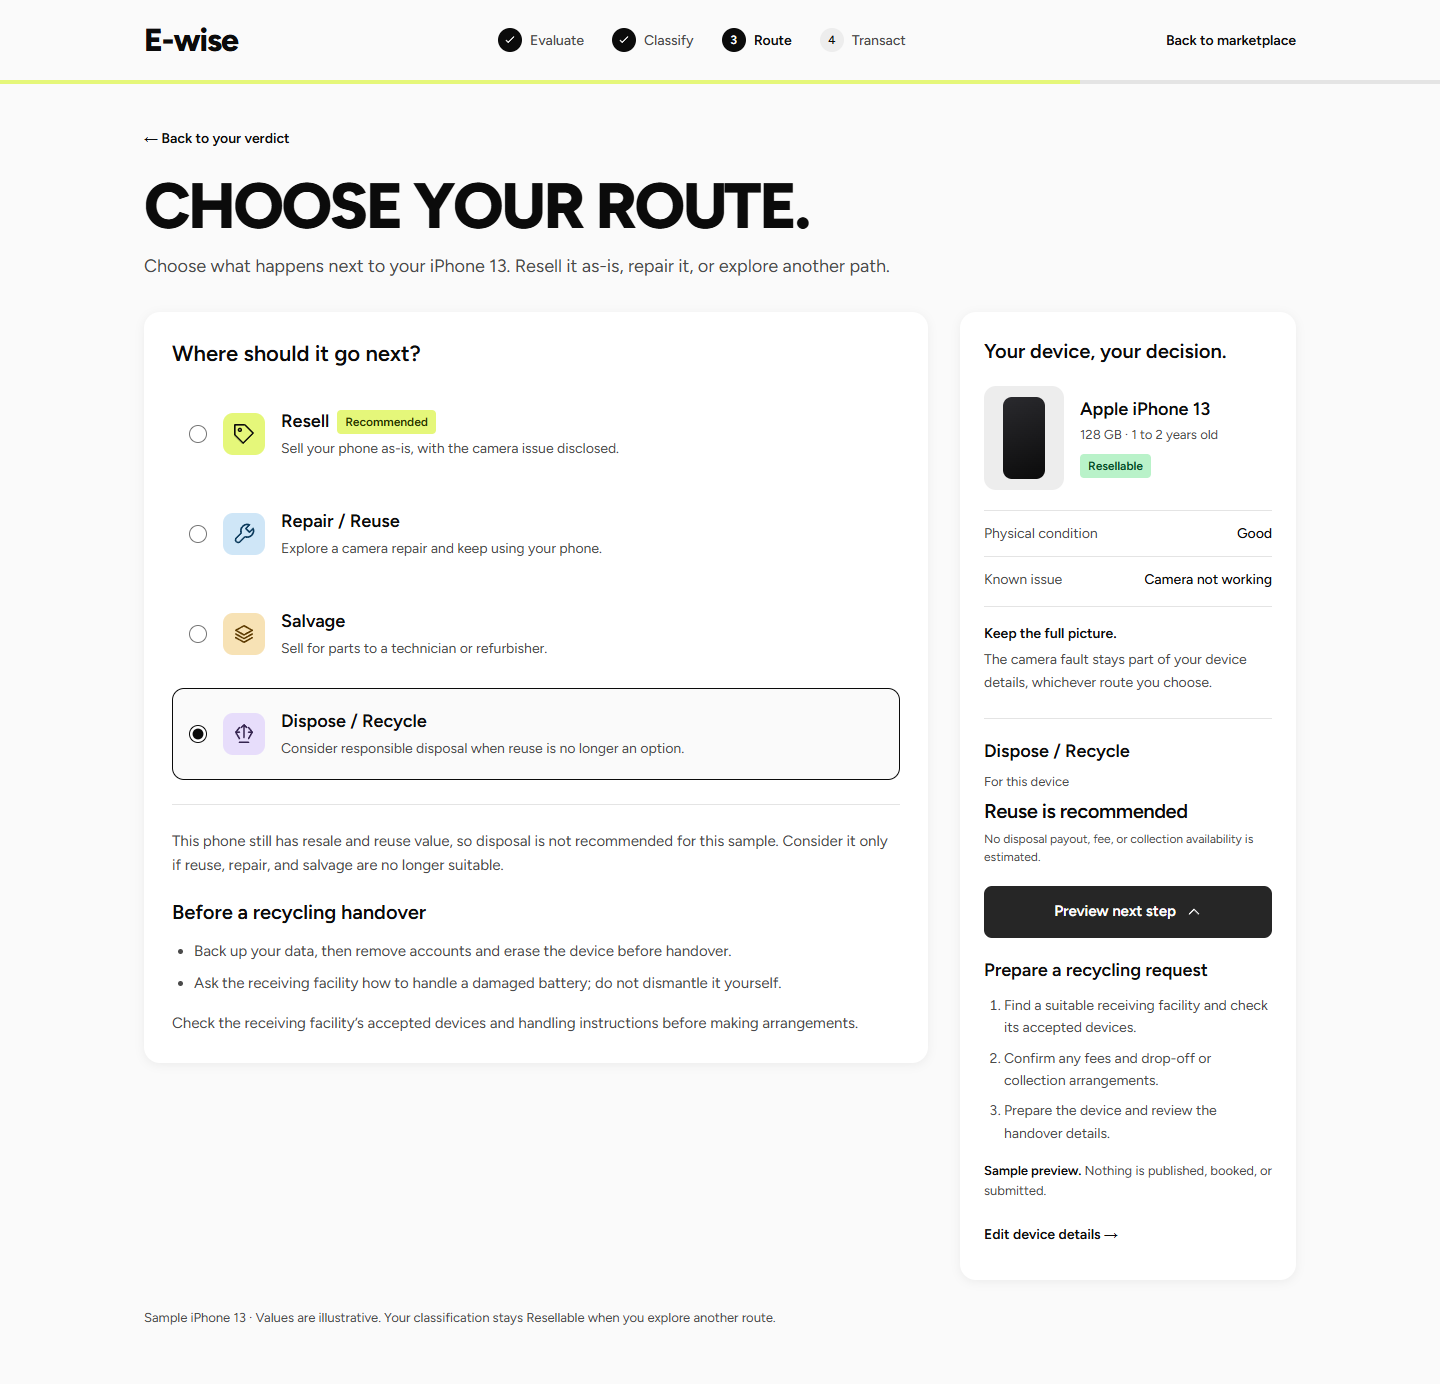 E-wise
Evaluate
Classify
3 Route
4 Transact
Back to marketplace
← Back to your verdict
CHOOSE YOUR ROUTE.
Choose what happens next to your iPhone 13. Resell it as-is, repair it, or explore another path.
Where should it go next?
Resell Recommended
Sell your phone as-is, with the camera issue disclosed.
Repair / Reuse
Explore a camera repair and keep using your phone.
Salvage
Sell for parts to a technician or refurbisher.
Dispose / Recycle
Consider responsible disposal when reuse is no longer an option.
This phone still has resale and reuse value, so disposal is not recommended for this sample. Consider it only
if reuse, repair, and salvage are no longer suitable.
Before a recycling handover
• Back up your data, then remove accounts and erase the device before handover.
• Ask the receiving facility how to handle a damaged battery; do not dismantle it yourself.
Check the receiving facility's accepted devices and handling instructions before making arrangements.
Your device, your decision.
Apple iPhone 13
128 GB · 1 to 2 years old
Resellable
Physical condition Good
Known issue Camera not working
Keep the full picture.
The camera fault stays part of your device
details, whichever route you choose.
Dispose / Recycle
For this device
Reuse is recommended
No disposal payout, fee, or collection availability is
estimated.
Preview next step
Prepare a recycling request
1. Find a suitable receiving facility and check
its accepted devices.
2. Confirm any fees and drop-off or
collection arrangements.
3. Prepare the device and review the
handover details.
Sample preview. Nothing is published, booked, or
submitted.
Edit device details →
Sample iPhone 13 · Values are illustrative. Your classification stays Resellable when you explore another route.